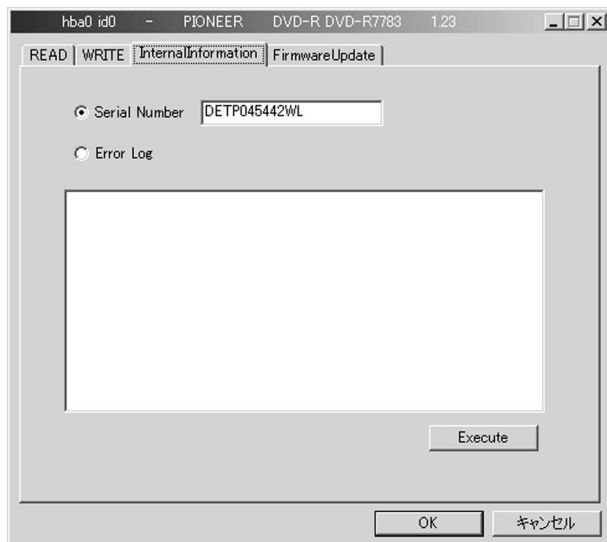 hba0 id0 - PIONEER DVD-R DVD-R7783 1.23
READ WRITE InternalInformation FirmwareUpdate
Serial Number DETP045442WL
Error Log
Execute
OK キャンセル